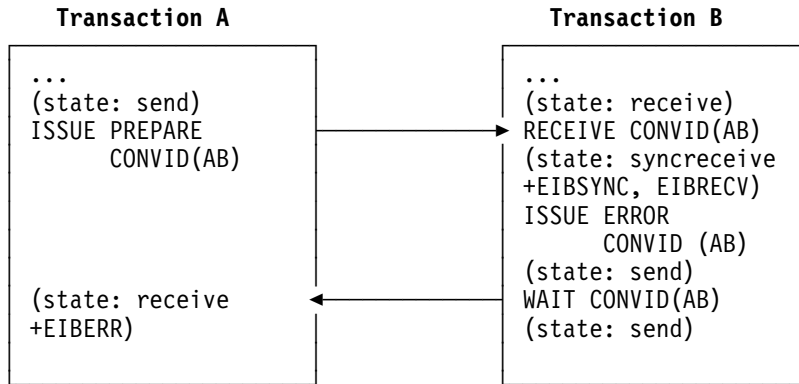 Transaction A
Transaction B
...
(state: send)
ISSUE PREPARE
CONVID(AB)
(state: receive
+EIBERR)
...
(state: receive)
RECEIVE CONVID(AB)
(state: syncreceive
+EIBSYNC, EIBRECV)
ISSUE ERROR
CONVID (AB)
(state: send)
WAIT CONVID(AB)
(state: send)